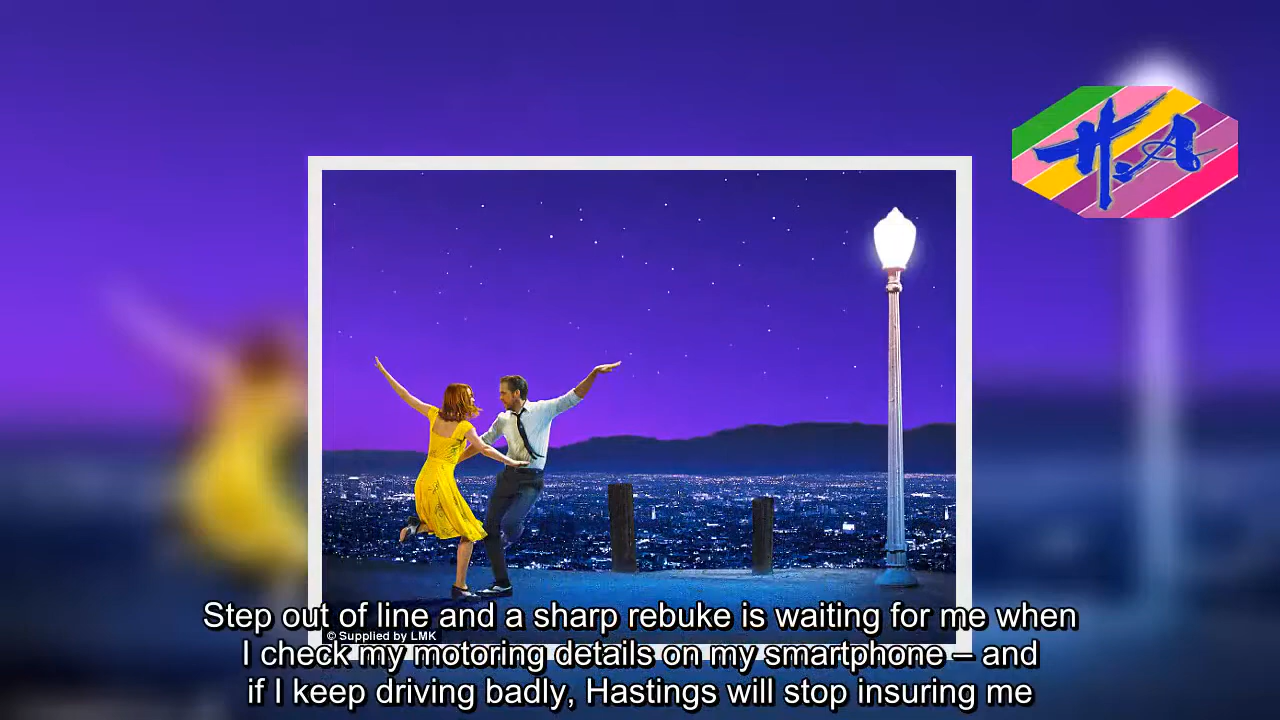 H.A
© Supplied by LMK
Step out of line and a sharp rebuke is waiting for me when
I check my motoring details on my smartphone – and
if I keep driving badly, Hastings will stop insuring me